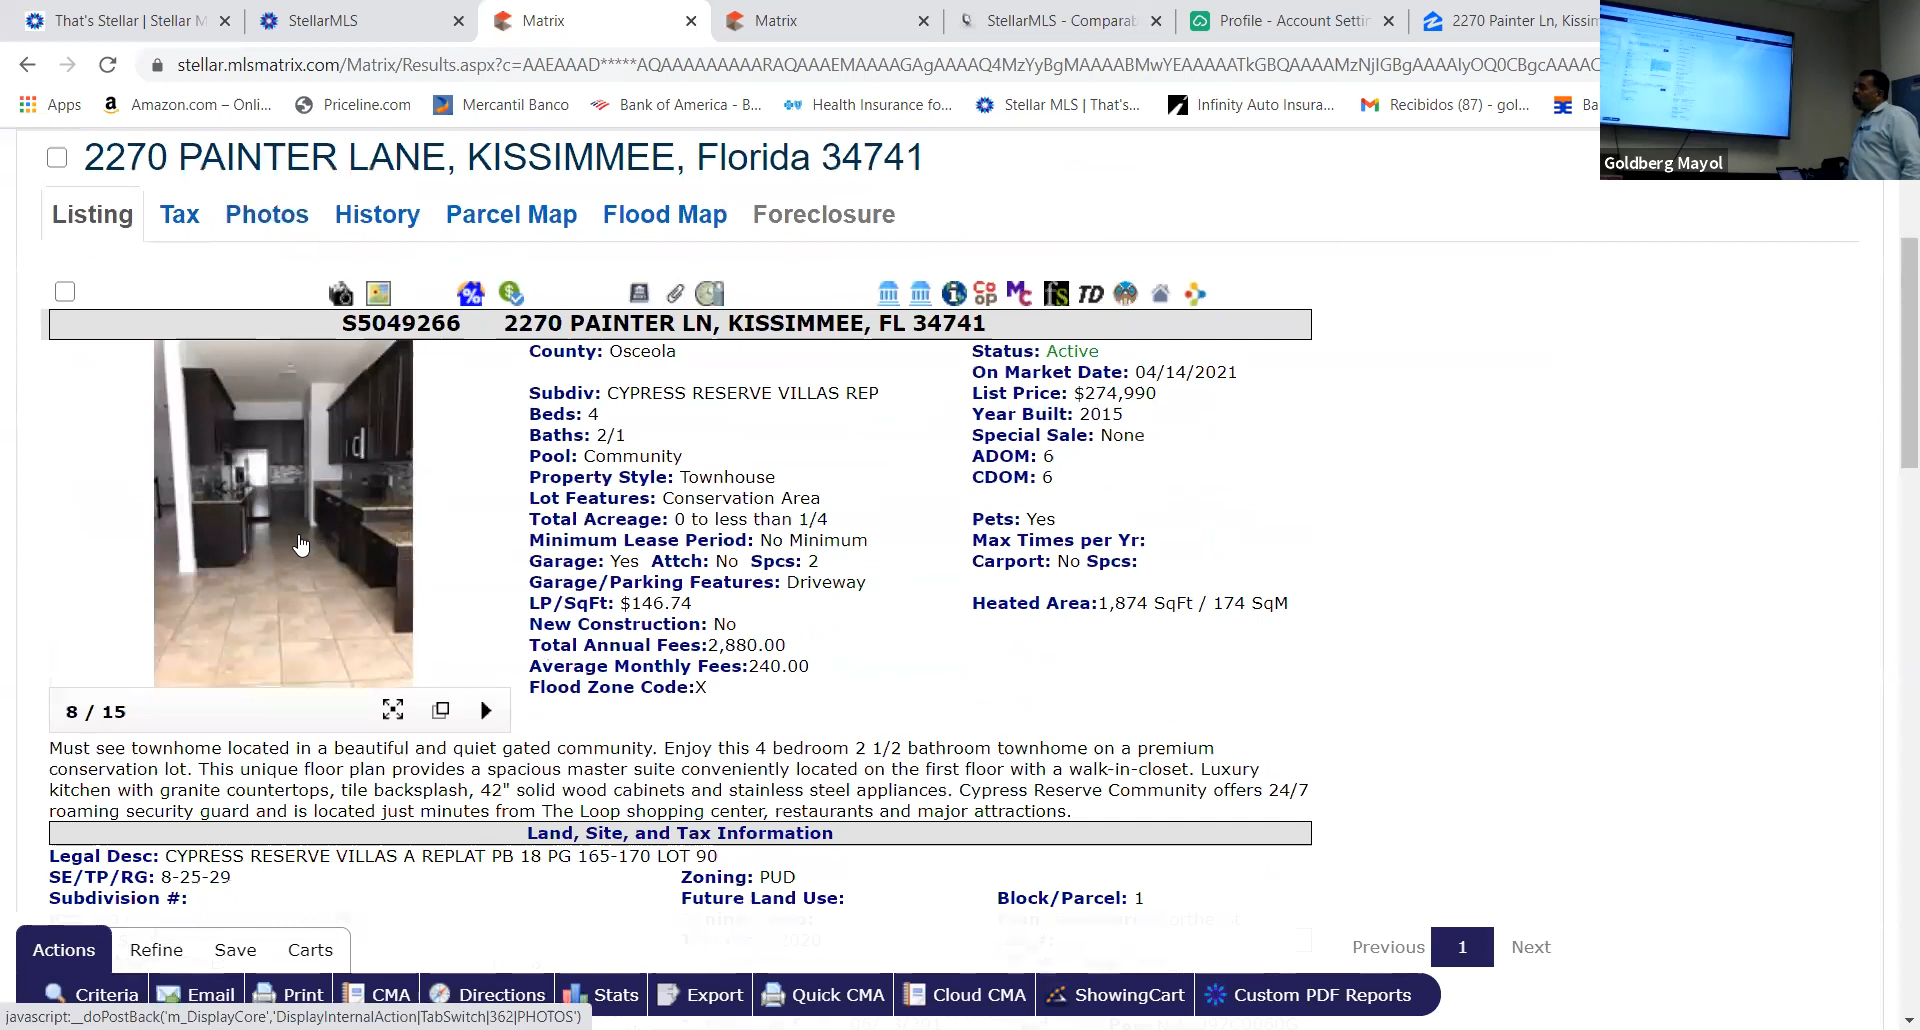 That's Stellar | Stellar M
StellarMLS
Matrix
Matrix
StellarMLS - Comparab
Profile - Account Settin
2270 Painter Ln, Kissim
stellar.mlsmatrix.com/Matrix/Results.aspx?c=
Apps
Amazon.com – Onli...
Priceline.com
Mercantil Banco
Bank of America - B...
Health Insurance fo...
Stellar MLS | That's...
Infinity Auto Insura...
Recibidos (87) - gol...
Ba
Goldberg Mayol
2270 PAINTER LANE, KISSIMMEE, Florida 34741
Listing Tax Photos History Parcel Map Flood Map Foreclosure
S5049266 2270 PAINTER LN, KISSIMMEE, FL 34741
County: Osceola
Status: Active
On Market Date: 04/14/2021
Subdiv: CYPRESS RESERVE VILLAS REP
List Price: $274,990
Beds: 4
Year Built: 2015
Baths: 2/1
Special Sale: None
Pool: Community
ADOM: 6
Property Style: Townhouse
CDOM: 6
Lot Features: Conservation Area
Total Acreage: 0 to less than 1/4
Pets: Yes
Minimum Lease Period: No Minimum
Max Times per Yr:
Garage: Yes Attch: No Spcs: 2
Carport: No Spcs:
Garage/Parking Features: Driveway
LP/SqFt: $146.74
Heated Area:1,874 SqFt / 174 SqM
New Construction: No
Total Annual Fees:2,880.00
Average Monthly Fees:240.00
Flood Zone Code:X
8 / 15
Must see townhome located in a beautiful and quiet gated community. Enjoy this 4 bedroom 2 1/2 bathroom townhome on a premium
conservation lot. This unique floor plan provides a spacious master suite conveniently located on the first floor with a walk-in-closet. Luxury
kitchen with granite countertops, tile backsplash, 42" solid wood cabinets and stainless steel appliances. Cypress Reserve Community offers 24/7
roaming security guard and is located just minutes from The Loop shopping center, restaurants and major attractions.
Land, Site, and Tax Information
Legal Desc: CYPRESS RESERVE VILLAS A REPLAT PB 18 PG 165-170 LOT 90
SE/TP/RG: 8-25-29
Zoning: PUD
Subdivision #:
Future Land Use:
Block/Parcel: 1
Actions Refine Save Carts
Previous 1 Next
Criteria Email Print CMA Directions Stats Export Quick CMA Cloud CMA ShowingCart Custom PDF Reports
javascript:__doPostBack('m_DisplayCore','DisplayInternalAction|TabSwitch|362|PHOTOS')